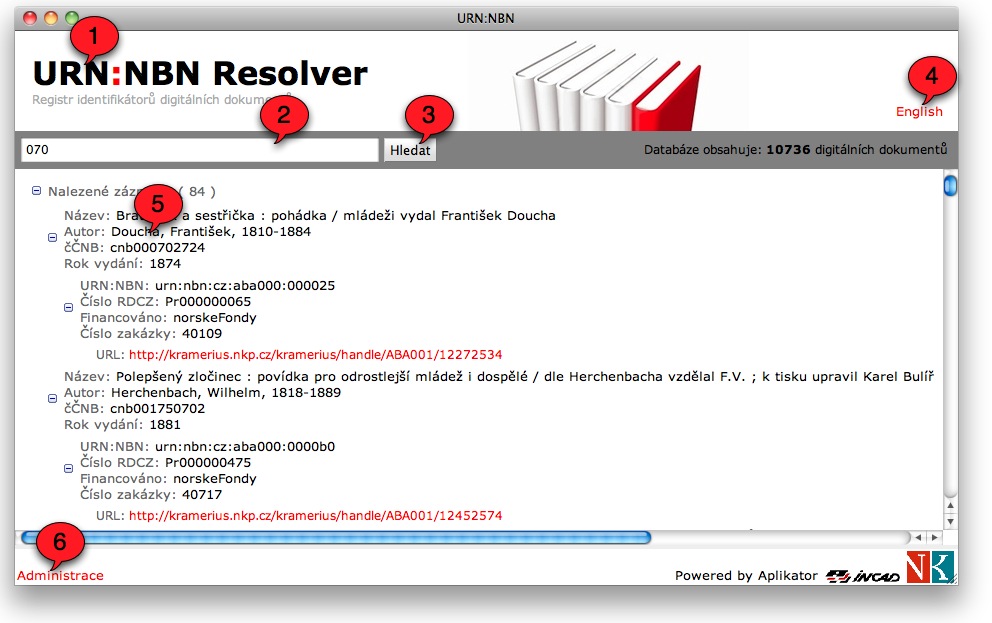 URN:NBN
1
URN:NBN Resolver
Registr identifikátorů digitálních
4
English
2
3
070
Hledat
Databáze obsahuje: 10736 digitálních dokumentů
Nalezené ( 84 )
5
Název: a sestřička : pohádka / mládeži vydal František Doucha
Autor: Doucha, František, 1810-1884
čČNB: cnb000702724
Rok vydání: 1874
URN:NBN: urn:nbn:cz:aba000:000025
Číslo RDCZ: Pr000000065
Financováno: norskeFondy
Číslo zakázky: 40109
URL: http://kramerius.nkp.cz/kramerius/handle/ABA001/12272534
Název: Polepšený zločinec : povídka pro odrostlejší mládež i dospělé / dle Herchenbacha vzdělal F.V. ; k tisku upravil Karel Bulíř
Autor: Herchenbach, Wilhelm, 1818-1889
čČNB: cnb001750702
Rok vydání: 1881
URN:NBN: urn:nbn:cz:aba000:0000b0
Číslo RDCZ: Pr000000475
Financováno: norskeFondy
Číslo zakázky: 40717
URL: http://kramerius.nkp.cz/kramerius/handle/ABA001/12452574
6
Administrace
Powered by Aplikator INCAD NK